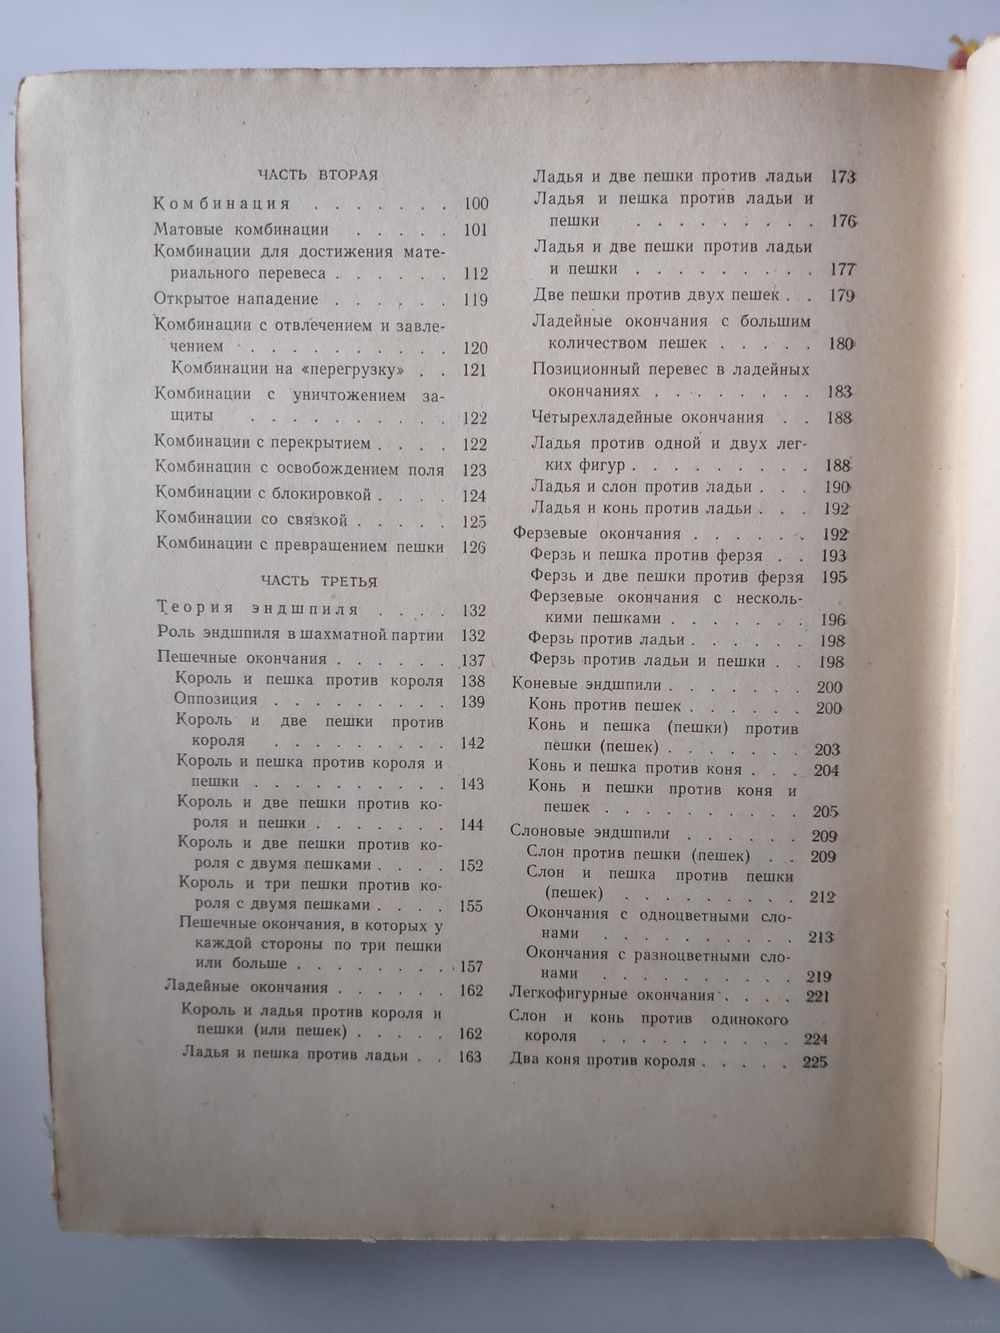 ЧАСТЬ ВТОРАЯ
Комбинация . . . . . . . 100
Матовые комбинации . . . . . 101
Комбинации для достижения мате-
риального перевеса . . . . . . 112
Открытое нападение . . . . . . 119
Комбинации с отвлечением и завле-
чением . . . . . . . . . . 120
Комбинации на «перегрузку» . . 121
Комбинации с уничтожением за-
щиты . . . . . . . . . . 122
Комбинации с перекрытием . . . . 122
Комбинации с освобождением поля 123
Комбинации с блокировкой . . . . 124
Комбинации со связкой . . . . . 125
Комбинации с превращением пешки 126
ЧАСТЬ ТРЕТЬЯ
Теория эндшпиля . . . . 132
Роль эндшпиля в шахматной партии 132
Пешечные окончания . . . . . . 137
Король и пешка против короля 138
Оппозиция . . . . . . . . . 139
Король и две пешки против
короля . . . . . . . . . 142
Король и пешка против короля и
пешки . . . . . . . . . . 143
Король и две пешки против ко-
роля и пешки . . . . . . . 144
Король и две пешки против ко-
роля с двумя пешками . . . . 152
Король и три пешки против ко-
роля с двумя пешками . . . . 155
Пешечные окончания, в которых у
каждой стороны по три пешки
или больше . . . . . . . . . 157
Ладейные окончания . . . . . . 162
Король и ладья против короля и
пешки (или пешек) . . . . . 162
Ладья и пешка против ладьи . . 163
Ладья и две пешки против ладьи 173
Ладья и пешка против ладьи и
пешки . . . . . . . . . 176
Ладья и две пешки против ладьи
и пешки . . . . . . . . . 177
Две пешки против двух пешек . . 179
Ладейные окончания с большим
количеством пешек . . . . . 180
Позиционный перевес в ладейных
окончаниях . . . . . . . . 183
Четырехладейные окончания . . 188
Ладья против одной и двух лег-
ких фигур . . . . . . . . . 188
Ладья и слон против ладьи . . . 190
Ладья и конь против ладьи . . . 192
Ферзевые окончания . . . . . . 192
Ферзь и пешка против ферзя . . 193
Ферзь и две пешки против ферзя 195
Ферзевые окончания с несколь-
кими пешками . . . . . . . 196
Ферзь против ладьи . . . . . . 198
Ферзь против ладьи и пешки . . 198
Коневые эндшпили . . . . . . . 200
Конь против пешек . . . . . . 200
Конь и пешка (пешки) против
пешки (пешек) . . . . . . . 203
Конь и пешка против коня . . . 204
Конь и пешки против коня и
пешек . . . . . . . . . . 205
Слоновые эндшпили . . . . . . 209
Слон против пешки (пешек) . . 209
Слон и пешка против пешки
(пешек) . . . . . . . . . 212
Окончания с одноцветными сло-
нами . . . . . . . . . . 213
Окончания с разноцветными сло-
нами . . . . . . . . . . 219
Легкофигурные окончания . . . . 221
Слон и конь против одинокого
короля . . . . . . . . . . 224
Два коня против короля . . . . . 225